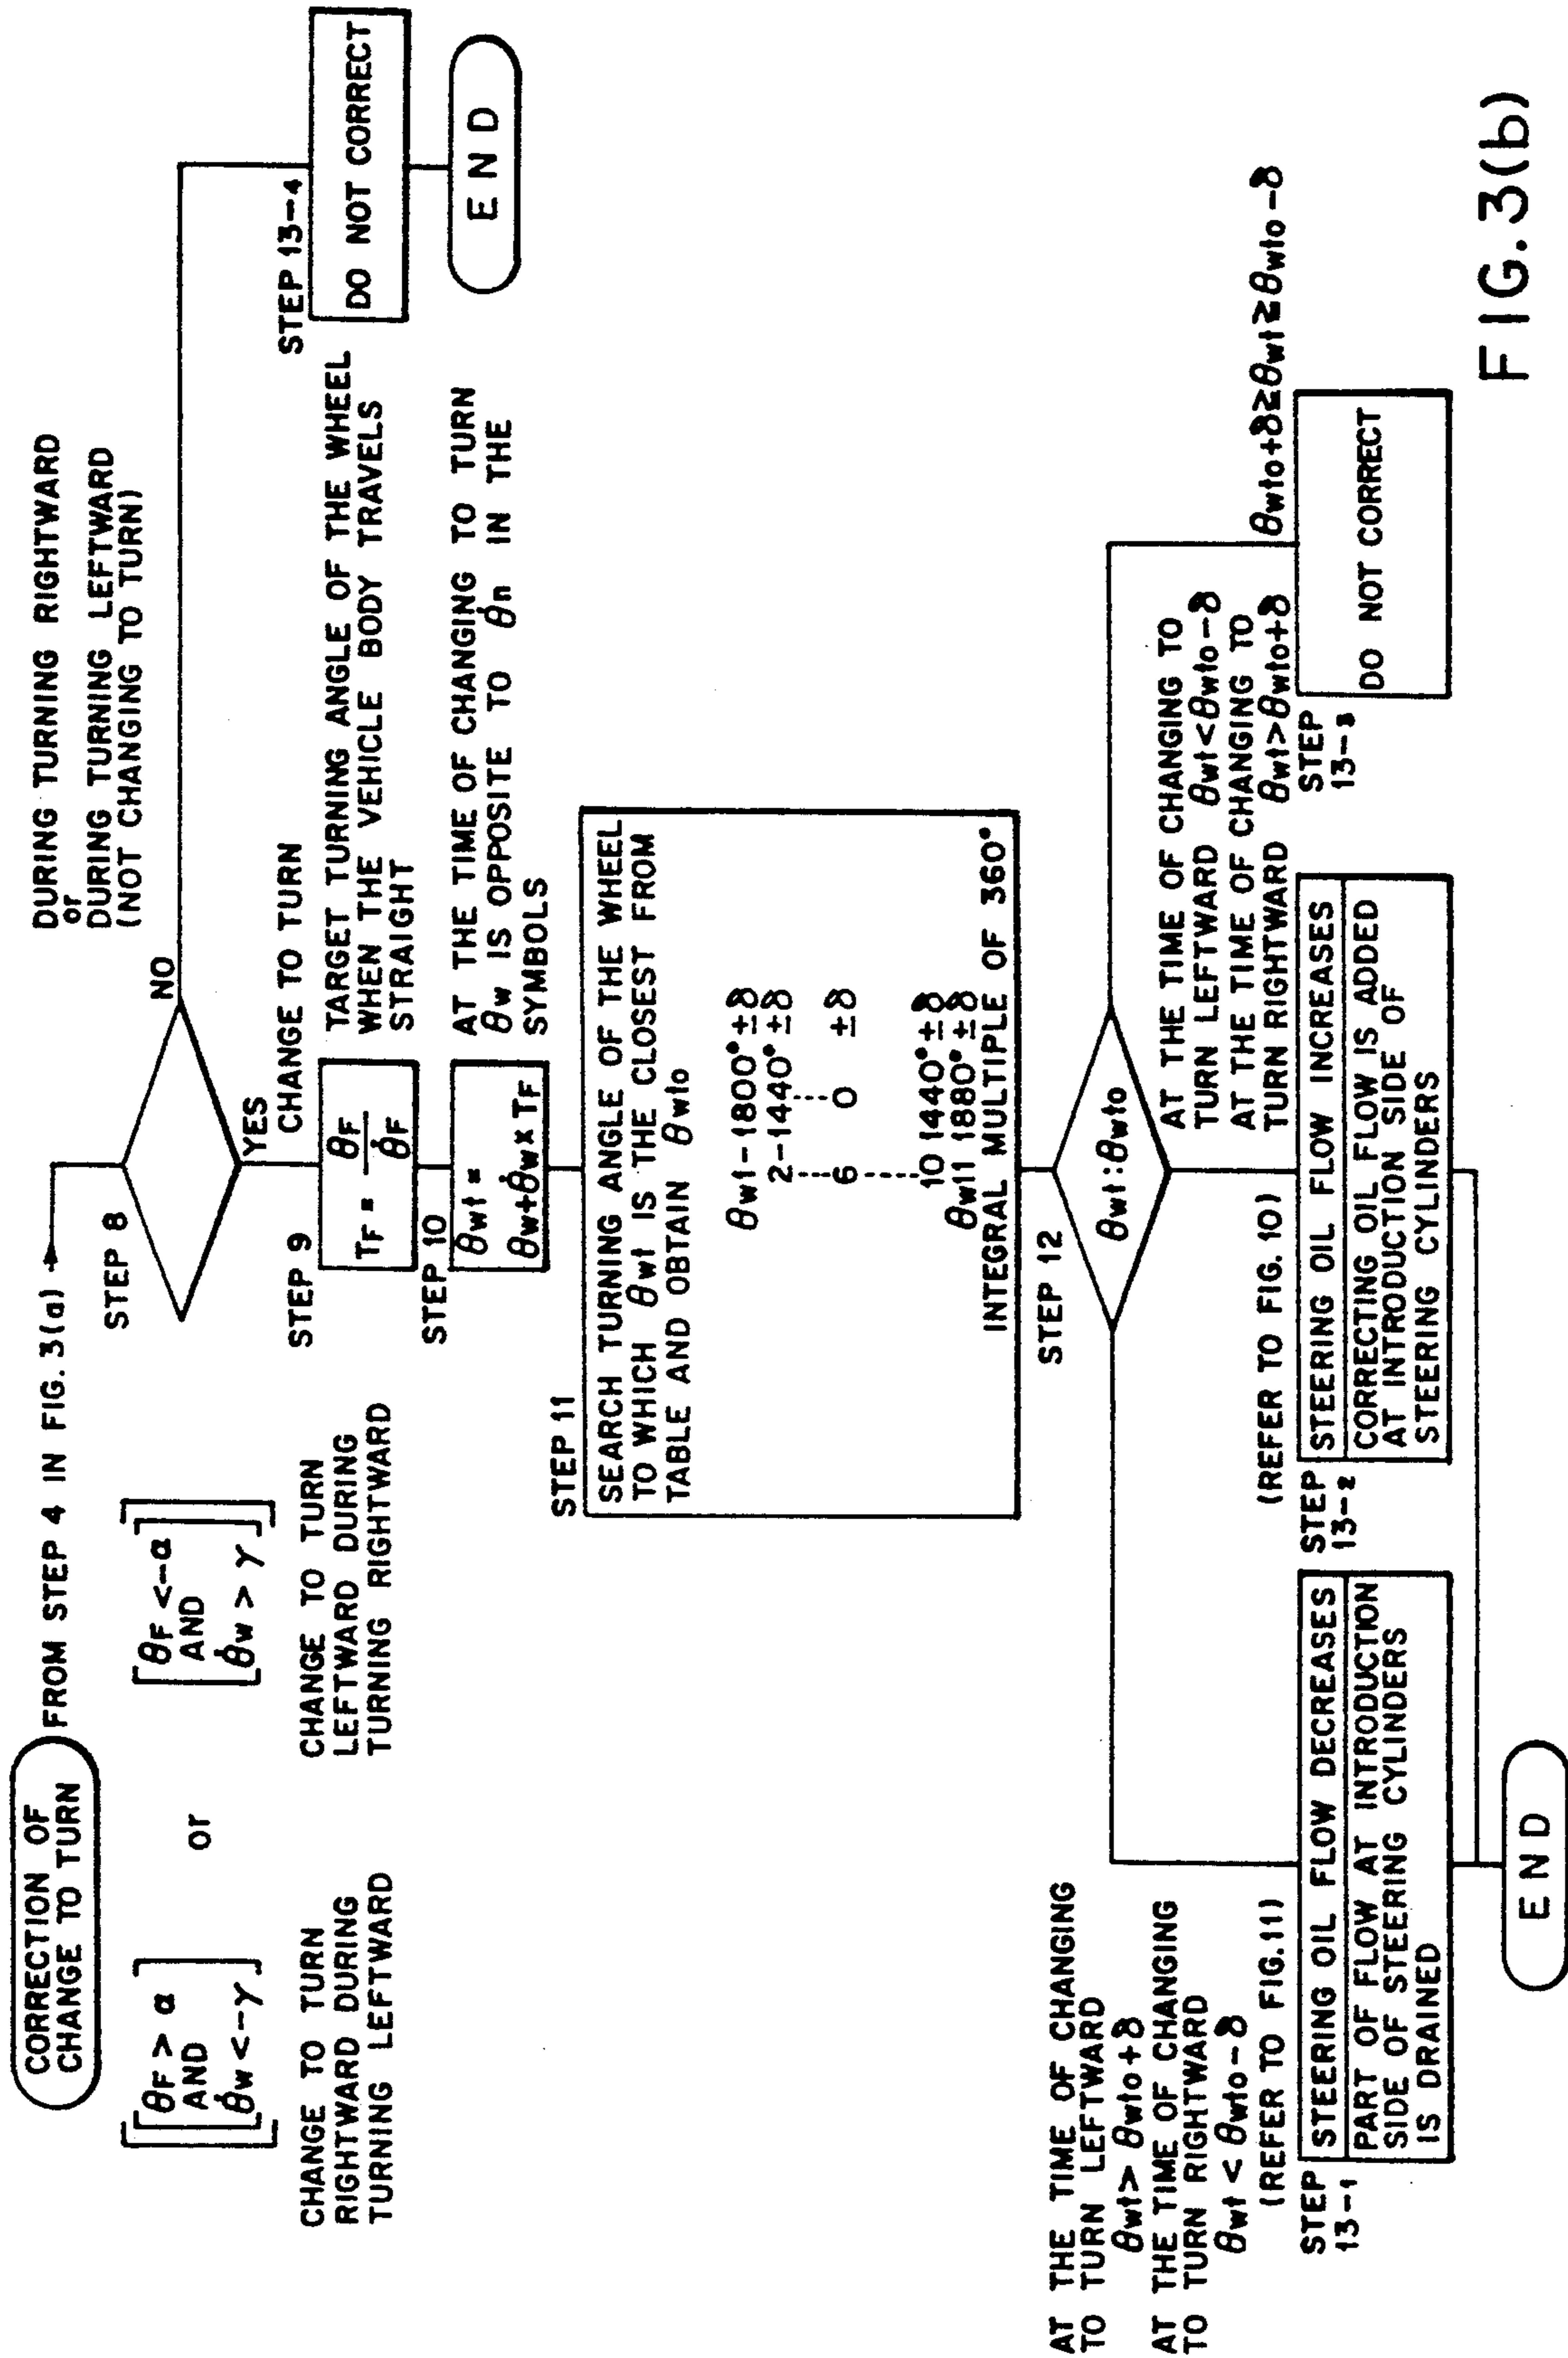 CORRECTION OF
CHANGE TO TURN
FROM STEP 4 IN FIG. 3(a)
[[θF > α
AND
θ̇w < -γ]
or
[θF < -α
AND
θ̇w > γ]]
CHANGE TO TURN
RIGHTWARD DURING
TURNING LEFTWARD
CHANGE TO TURN
LEFTWARD DURING
TURNING RIGHTWARD
STEP 8
NO
DURING TURNING RIGHTWARD
or
DURING TURNING LEFTWARD
(NOT CHANGING TO TURN)
YES
CHANGE TO TURN
STEP 13-4
DO NOT CORRECT
END
STEP 9
TF = θF / θ̇F
TARGET TURNING ANGLE OF THE WHEEL
WHEN THE VEHICLE BODY TRAVELS
STRAIGHT
STEP 10
θwt =
θw+θ̇w×TF
AT THE TIME OF CHANGING TO TURN
θw IS OPPOSITE TO θ̇n IN THE
SYMBOLS
STEP 11
SEARCH TURNING ANGLE OF THE WHEEL
TO WHICH θwt IS THE CLOSEST FROM
TABLE AND OBTAIN θwto
θw1-1800°±δ
2-1440°±δ
6 0 ±δ
10 1440°±δ
θw11 1880°±δ
INTEGRAL MULTIPLE OF 360°
STEP 12
θwt:θwto
AT THE TIME OF CHANGING
TO TURN LEFTWARD
θwt> θwto+δ
AT THE TIME OF CHANGING
TO TURN RIGHTWARD
θwt < θwto-δ
(REFER TO FIG.11)
(REFER TO FIG. 10)
AT THE TIME OF CHANGING TO
TURN LEFTWARD θwt<θwto-δ
AT THE TIME OF CHANGING TO
TURN RIGHTWARD θwt>θwto+δ
θwto+δ≥θwt≥θwto-δ
STEP
13-1
STEERING OIL FLOW DECREASES
PART OF FLOW AT INTRODUCTION
SIDE OF STEERING CYLINDERS
IS DRAINED
STEP
13-2
STEERING OIL FLOW INCREASES
CORRECTING OIL FLOW IS ADDED
AT INTRODUCTION SIDE OF
STEERING CYLINDERS
STEP
13-3
DO NOT CORRECT
END
FIG.3(b)